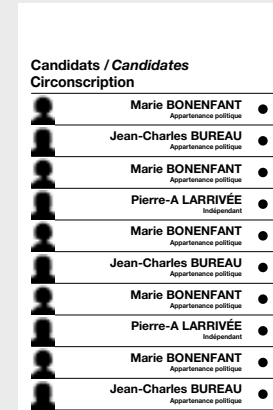 Candidats / Candidates
Circonscription
Marie BONENFANT
Appartenance politique
Jean-Charles BUREAU
Appartenance politique
Marie BONENFANT
Appartenance politique
Pierre-A LARRIVÉE
Indépendant
Marie BONENFANT
Appartenance politique
Jean-Charles BUREAU
Appartenance politique
Marie BONENFANT
Appartenance politique
Pierre-A LARRIVÉE
Indépendant
Marie BONENFANT
Appartenance politique
Jean-Charles BUREAU
Appartenance politique